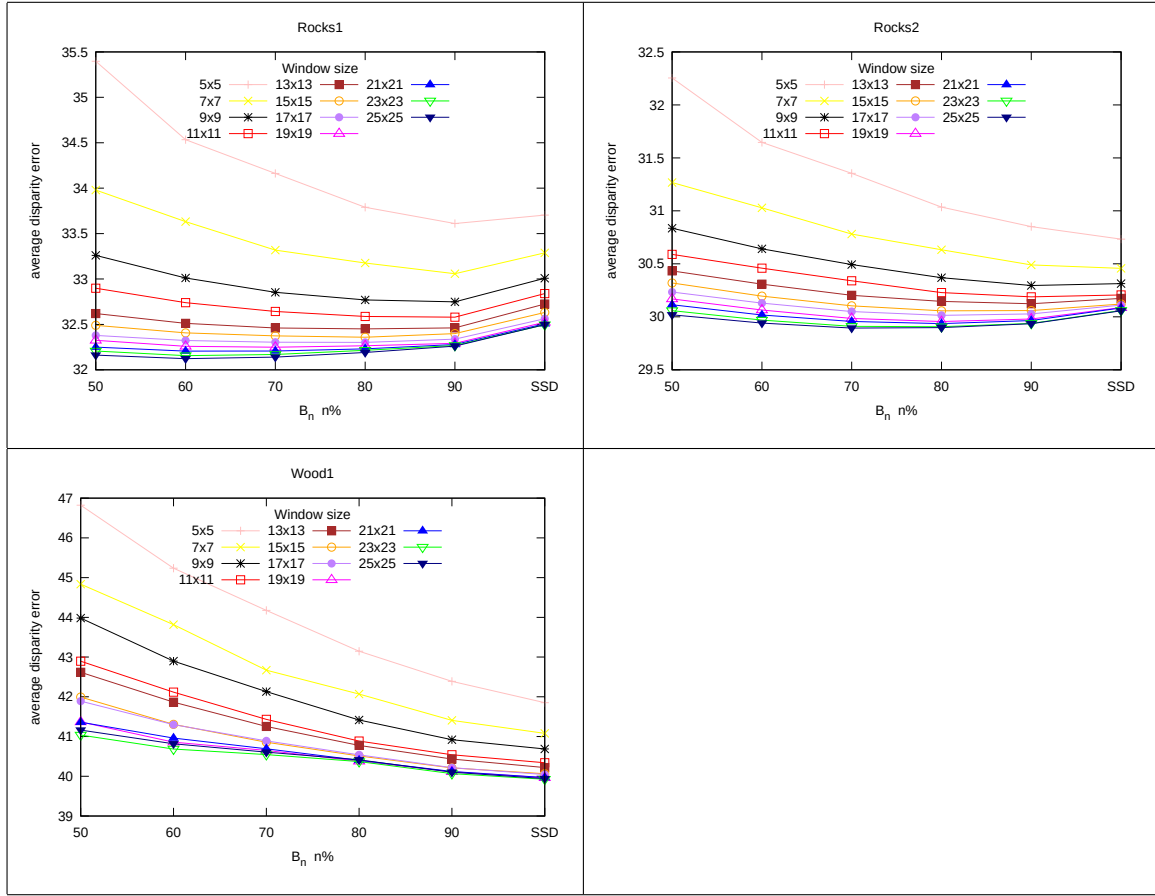 Rocks1
35.5
35
34.5
34
33.5
33
32.5
32
average disparity error
Window size
5x5 13x13 21x21
7x7 15x15 23x23
9x9 17x17 25x25
11x11 19x19
50 60 70 80 90 SSD
B_n n%
Rocks2
32.5
32
31.5
31
30.5
30
29.5
average disparity error
Window size
5x5 13x13 21x21
7x7 15x15 23x23
9x9 17x17 25x25
11x11 19x19
50 60 70 80 90 SSD
B_n n%
Wood1
47
46
45
44
43
42
41
40
39
average disparity error
Window size
5x5 13x13 21x21
7x7 15x15 23x23
9x9 17x17 25x25
11x11 19x19
50 60 70 80 90 SSD
B_n n%